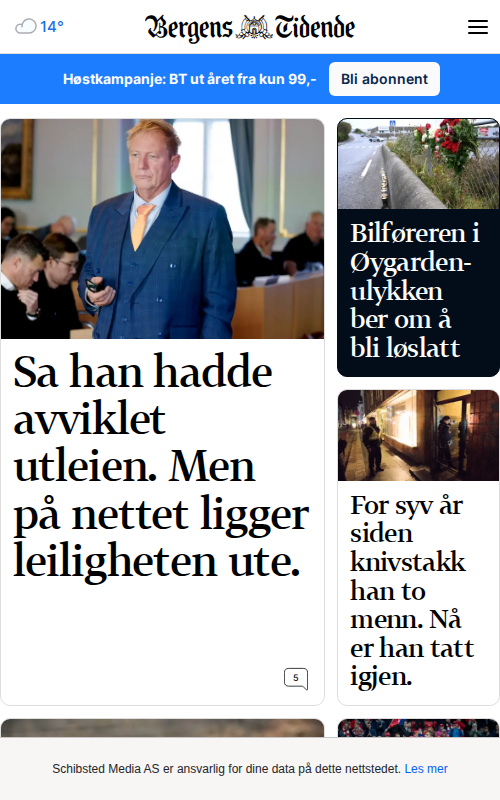 14°
Bergens Tidende
Høstkampanje: BT ut året fra kun 99,-
Bli abonnent
Sa han hadde
avviklet
utleien. Men
på nettet ligger
leiligheten ute.
5
Bilføreren i
Øygarden-
ulykken
ber om å
bli løslatt
For syv år
siden
knivstakk
han to
menn. Nå
er han tatt
igjen.
Schibsted Media AS er ansvarlig for dine data på dette nettstedet. Les mer